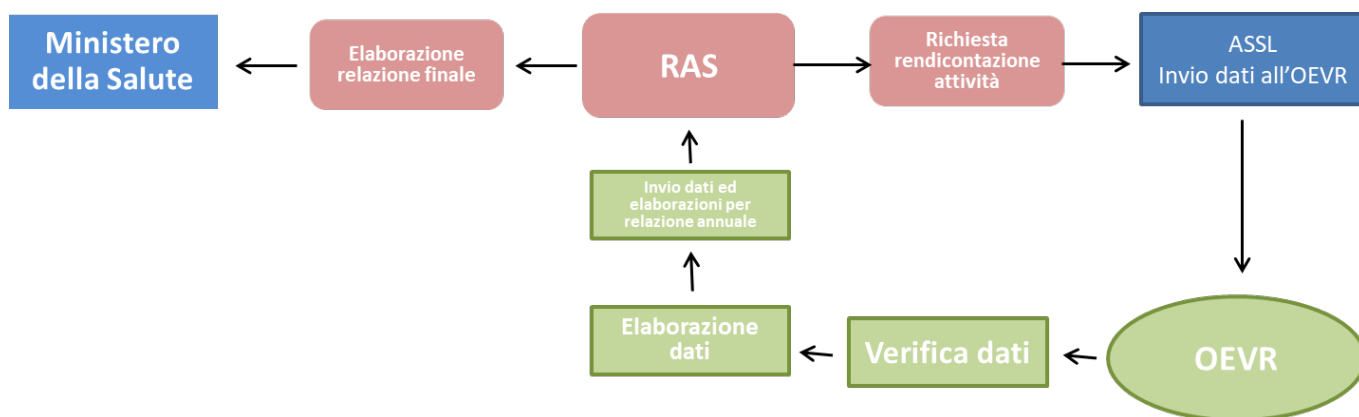 Ministero
della Salute
Elaborazione
relazione finale
RAS
Richiesta
rendicontazione
attività
ASSL
Invio dati all'OEVR
Invio dati ed
elaborazioni per
relazione annuale
Elaborazione
dati
Verifica dati
OEVR